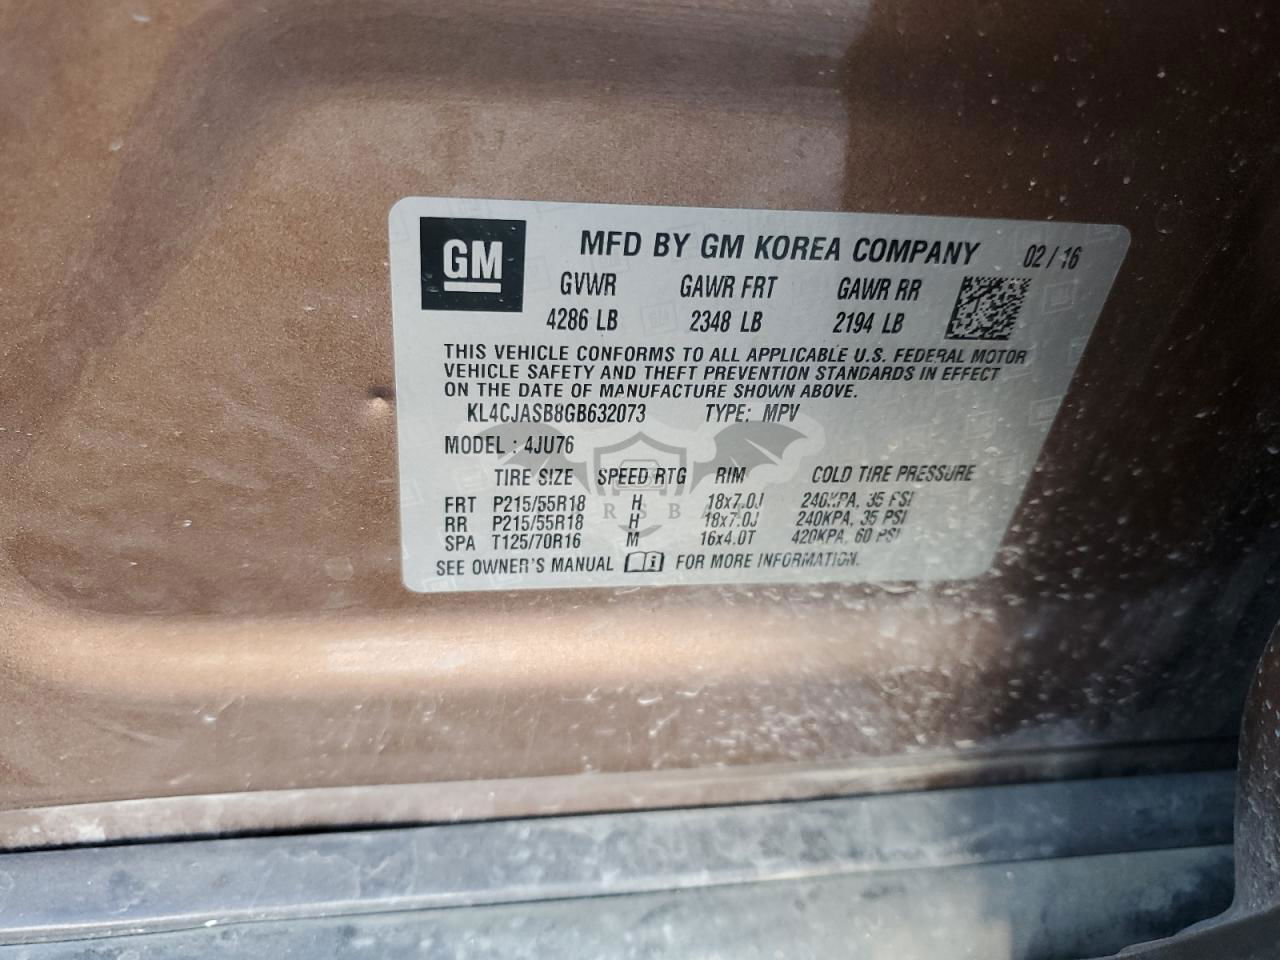 GM
MFD BY GM KOREA COMPANY 02 / 16
GVWR GAWR FRT GAWR RR
4286 LB 2348 LB 2194 LB
THIS VEHICLE CONFORMS TO ALL APPLICABLE U.S. FEDERAL MOTOR
VEHICLE SAFETY AND THEFT PREVENTION STANDARDS IN EFFECT
ON THE DATE OF MANUFACTURE SHOWN ABOVE.
KL4CJASB8GB632073 TYPE: MPV
MODEL : 4JU76
TIRE SIZE SPEED RTG RIM COLD TIRE PRESSURE
FRT P215/55R18 H 18x7.0J 240KPA, 35 PSI
RR P215/55R18 H 18x7.0J 240KPA, 35 PSI
SPA T125/70R16 M 16x4.0T 420KPA, 60 PSI
SEE OWNER'S MANUAL i FOR MORE INFORMATION.